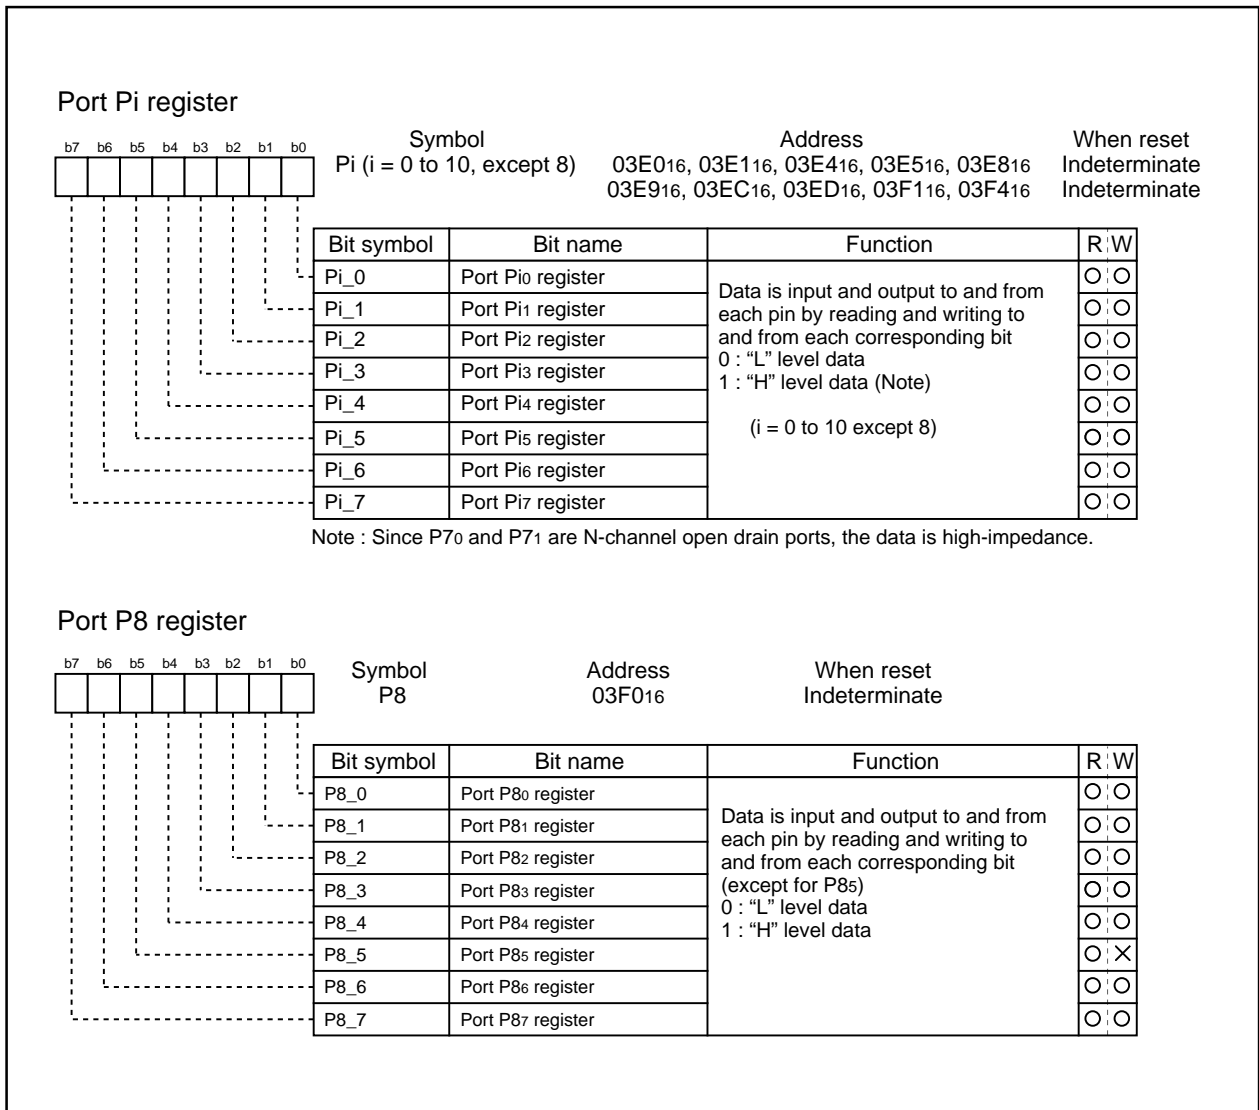 Port Pi register
b7 b6 b5 b4 b3 b2 b1 b0
Symbol Address When reset
Pi (i = 0 to 10, except 8) 03E016, 03E116, 03E416, 03E516, 03E816 Indeterminate
03E916, 03EC16, 03ED16, 03F116, 03F416 Indeterminate
Bit symbol Bit name Function R W
Pi_0 Port Pi0 register
Pi_1 Port Pi1 register
Pi_2 Port Pi2 register
Pi_3 Port Pi3 register
Pi_4 Port Pi4 register
Pi_5 Port Pi5 register
Pi_6 Port Pi6 register
Pi_7 Port Pi7 register
Data is input and output to and from
each pin by reading and writing to
and from each corresponding bit
0 : “L” level data
1 : “H” level data (Note)
(i = 0 to 10 except 8)
Note : Since P70 and P71 are N-channel open drain ports, the data is high-impedance.
Port P8 register
b7 b6 b5 b4 b3 b2 b1 b0
Symbol Address When reset
P8 03F016 Indeterminate
Bit symbol Bit name Function R W
P8_0 Port P80 register
P8_1 Port P81 register
P8_2 Port P82 register
P8_3 Port P83 register
P8_4 Port P84 register
P8_5 Port P85 register
P8_6 Port P86 register
P8_7 Port P87 register
Data is input and output to and from
each pin by reading and writing to
and from each corresponding bit
(except for P85)
0 : “L” level data
1 : “H” level data